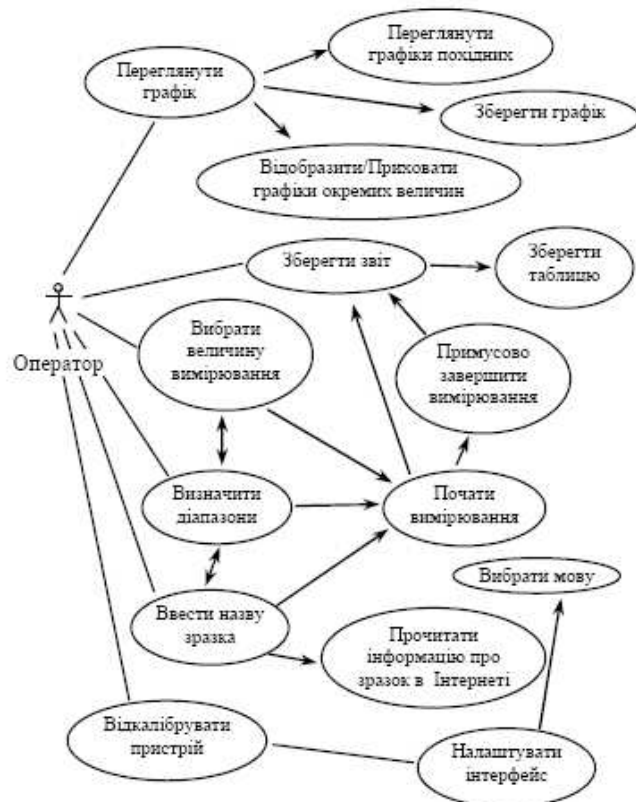 Переглянути
графік
Переглянути
графіки похідних
Зберегти графік
Відобразити/Приховати
графіки окремих величин
Зберегти звіт
Зберегти
таблицю
Оператор
Вибрати
величину
вимірювання
Примусово
завершити
вимірювання
Визначити
діапазони
Почати
вимірювання
Вибрати мову
Ввести назву
зразка
Прочитати
інформацію про
зразок в Інтернеті
Відкалібрувати
пристрій
Налаштувати
інтерфейс